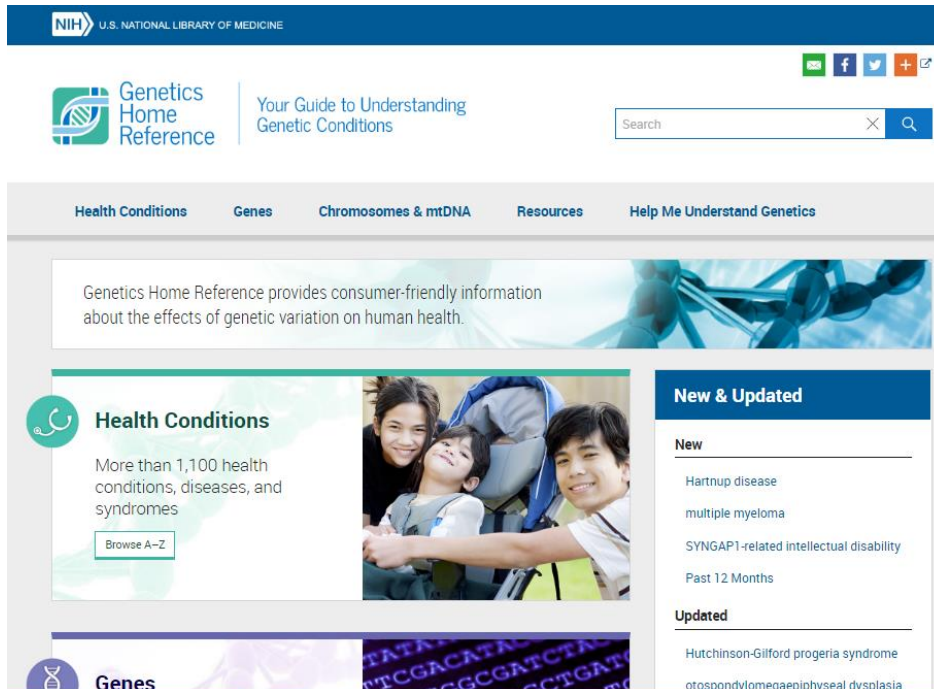 NIH U.S. NATIONAL LIBRARY OF MEDICINE
Genetics
Home
Reference
Your Guide to Understanding
Genetic Conditions
Search
Health Conditions Genes Chromosomes & mtDNA Resources Help Me Understand Genetics
Genetics Home Reference provides consumer-friendly information
about the effects of genetic variation on human health.
Health Conditions
More than 1,100 health
conditions, diseases, and
syndromes
Browse A–Z
New & Updated
New
Hartnup disease
multiple myeloma
SYNGAP1-related intellectual disability
Past 12 Months
Updated
Hutchinson-Gilford progeria syndrome
otospondylomegaepiphyseal dysplasia
Genes